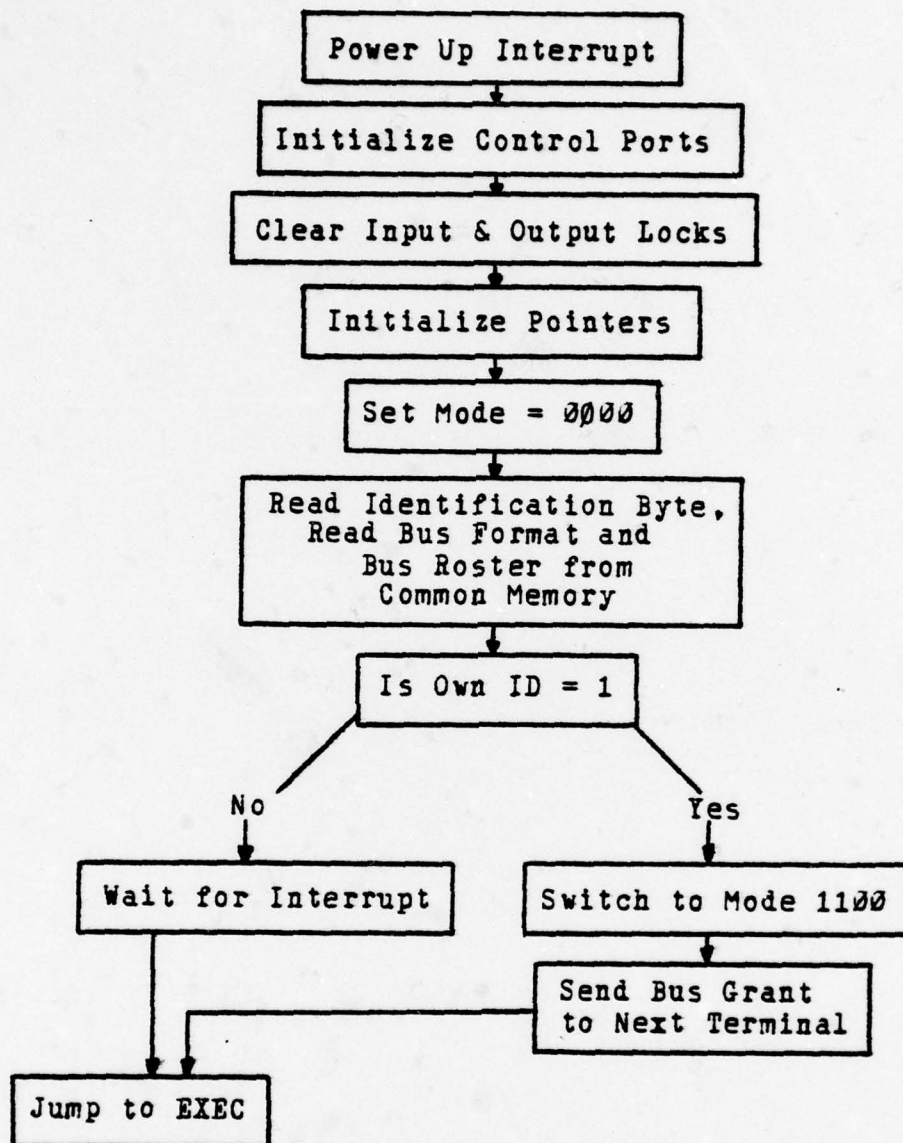 Power Up Interrupt
Initialize Control Ports
Clear Input & Output Locks
Initialize Pointers
Set Mode = 0000
Read Identification Byte,
Read Bus Format and
Bus Roster from
Common Memory
Is Own ID = 1
No
Yes
Wait for Interrupt
Switch to Mode 1100
Send Bus Grant
to Next Terminal
Jump to EXEC